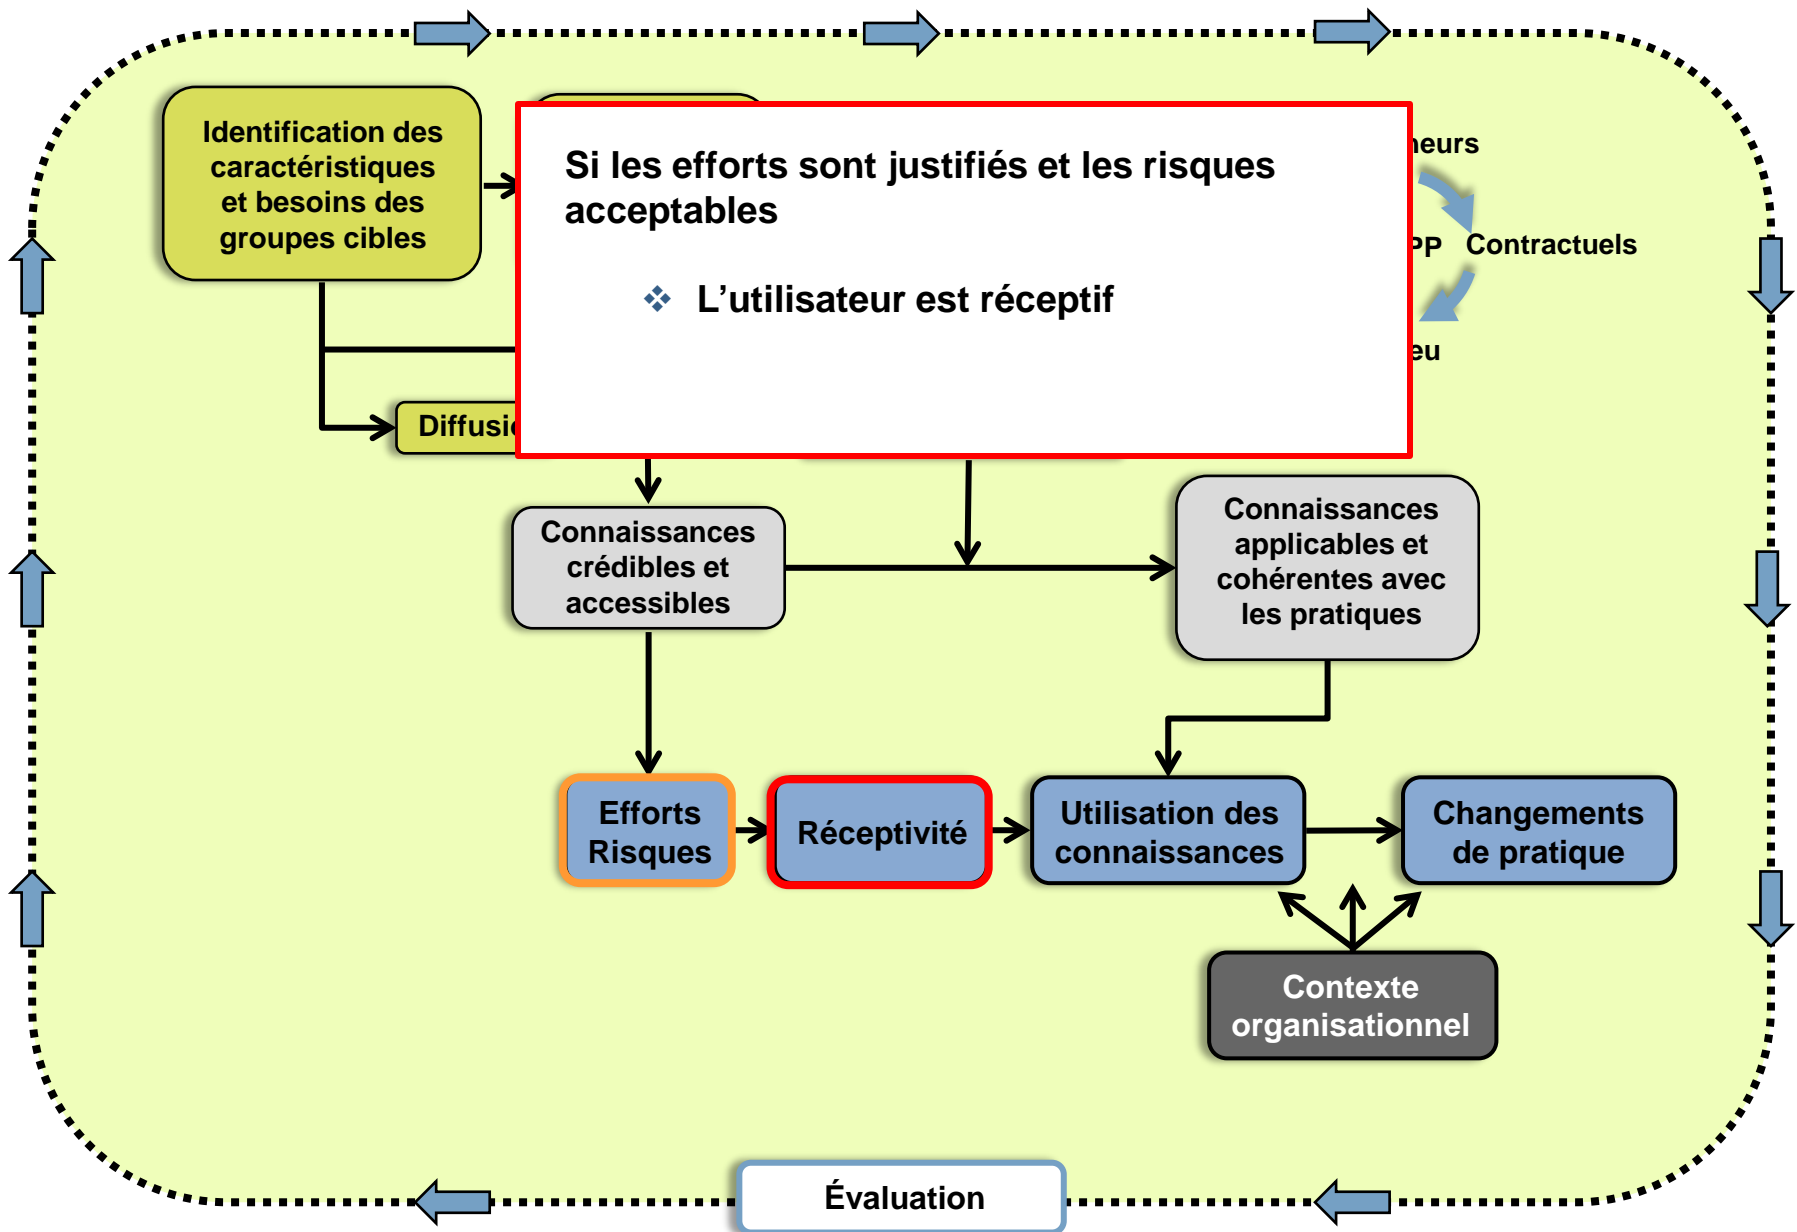 Identification des
caractéristiques
et besoins des
groupes cibles
Si les efforts sont justifiés et les risques
acceptables
❖ L’utilisateur est réceptif
Contractuels
Connaissances
crédibles et
accessibles
Connaissances
applicables et
cohérentes avec
les pratiques
Efforts
Risques
Réceptivité
Utilisation des
connaissances
Changements
de pratique
Contexte
organisationnel
Évaluation